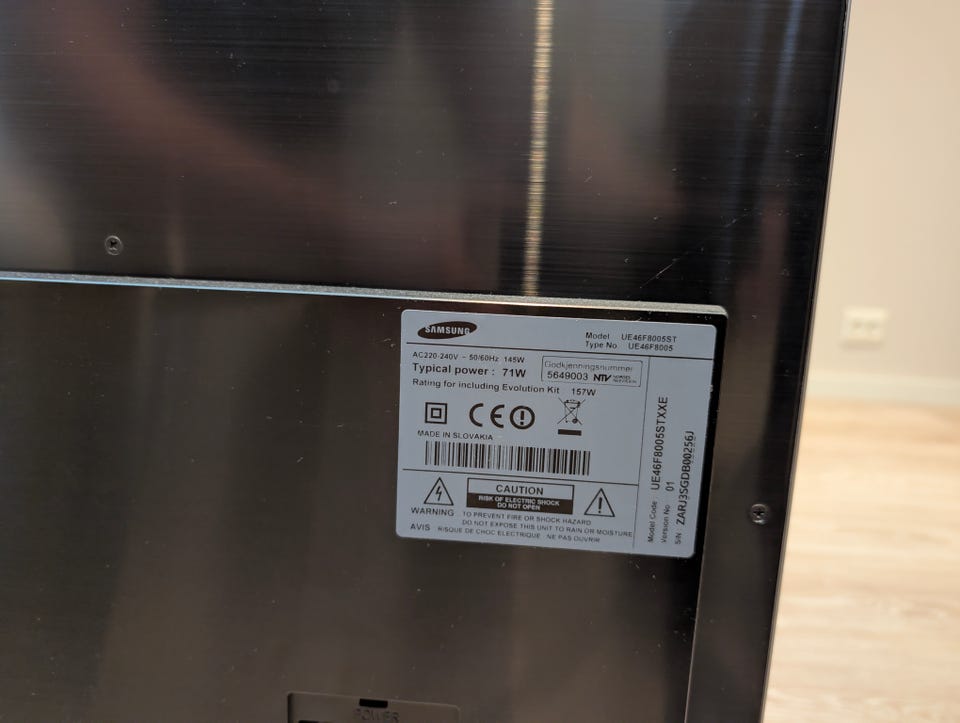 SAMSUNG
Model UE46F8005ST
Type No UE46F8005
AC220-240V ~ 50/60Hz 145W
Typical power : 71W
Godkjenningsnummer
5649003 NTV
Rating for including Evolution Kit 157W
CE
MADE IN SLOVAKIA
CAUTION
RISK OF ELECTRIC SHOCK
DO NOT OPEN
WARNING TO PREVENT FIRE OR SHOCK HAZARD
DO NOT EXPOSE THIS UNIT TO RAIN OR MOISTURE
AVIS RISQUE DE CHOC ELECTRIQUE NE PAS OUVRIR
Model Code UE46F8005STXXE
Version No 01
S/N ZARJ3SGDB00256J
POWER